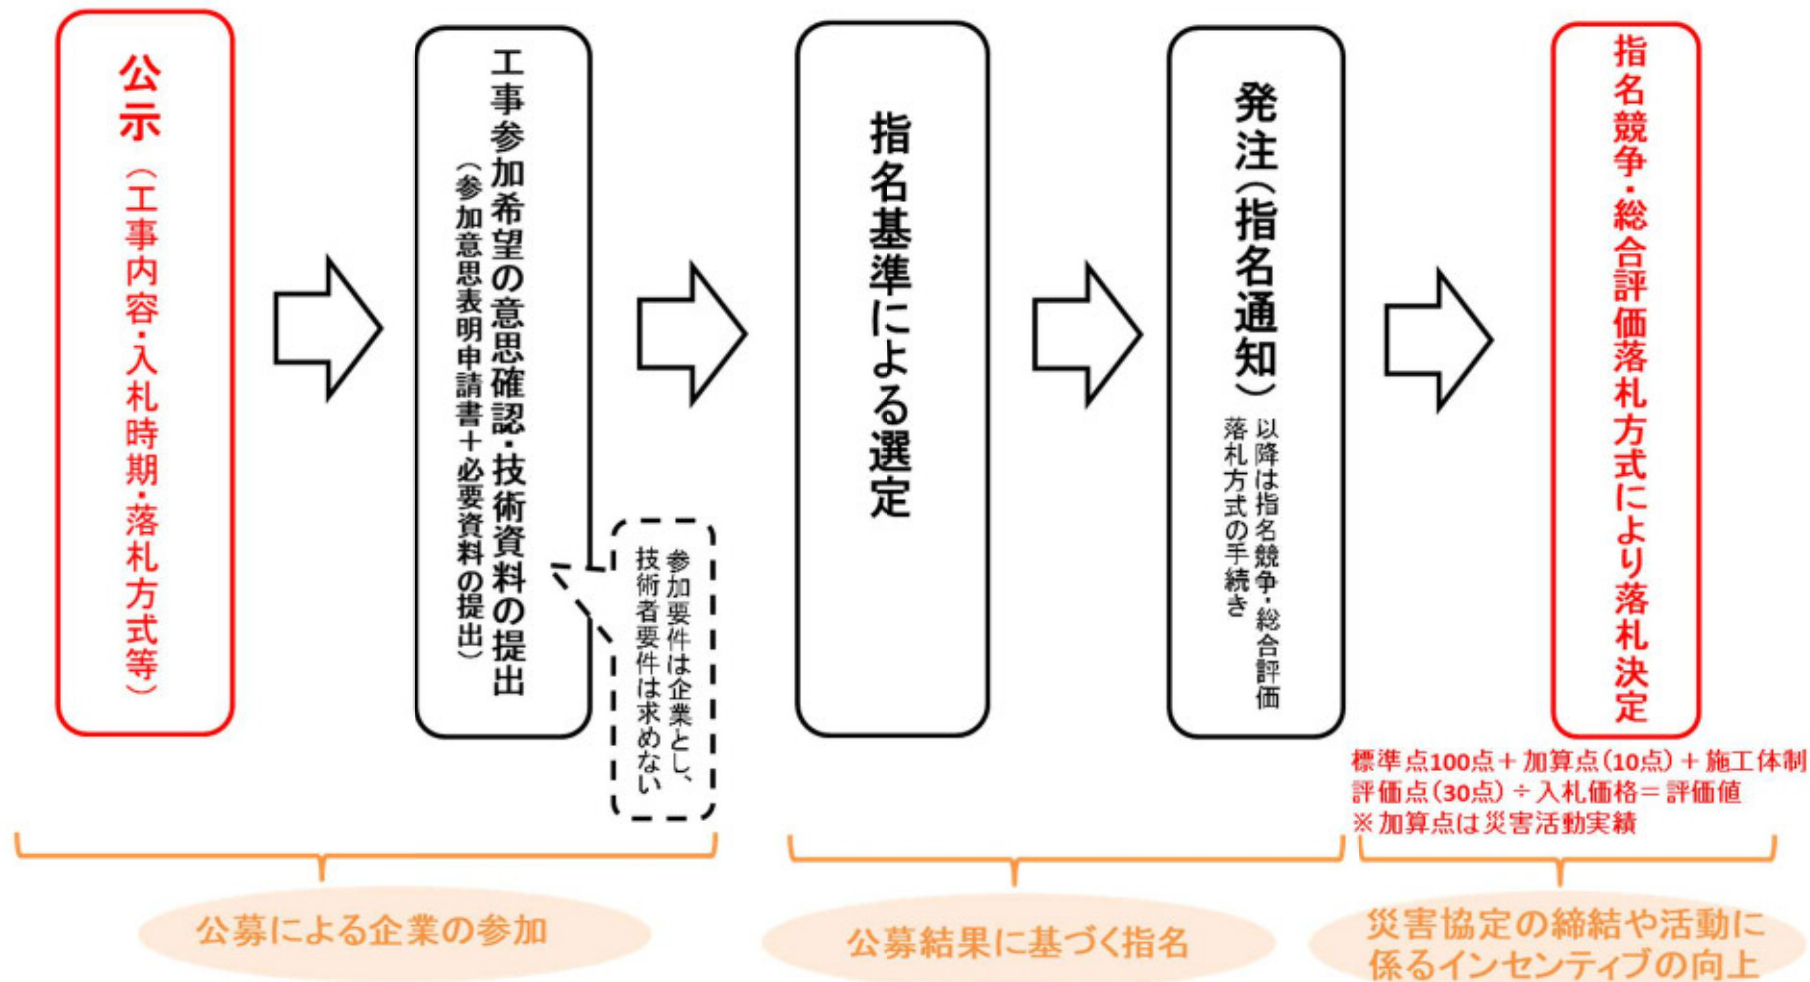 公示（工事内容・入札時期・落札方式等）
工事参加希望の意思確認・技術資料の提出
（参加意思表明申請書＋必要資料の提出）
参加要件は企業とし、
技術者要件は求めない
指名基準による選定
発注（指名通知）
以降は指名競争・総合評価
落札方式の手続き
指名競争・総合評価落札方式により落札決定
標準点100点＋加算点（10点）＋施工体制
評価点（30点）÷入札価格＝評価値
※加算点は災害活動実績
公募による企業の参加
公募結果に基づく指名
災害協定の締結や活動に
係るインセンティブの向上